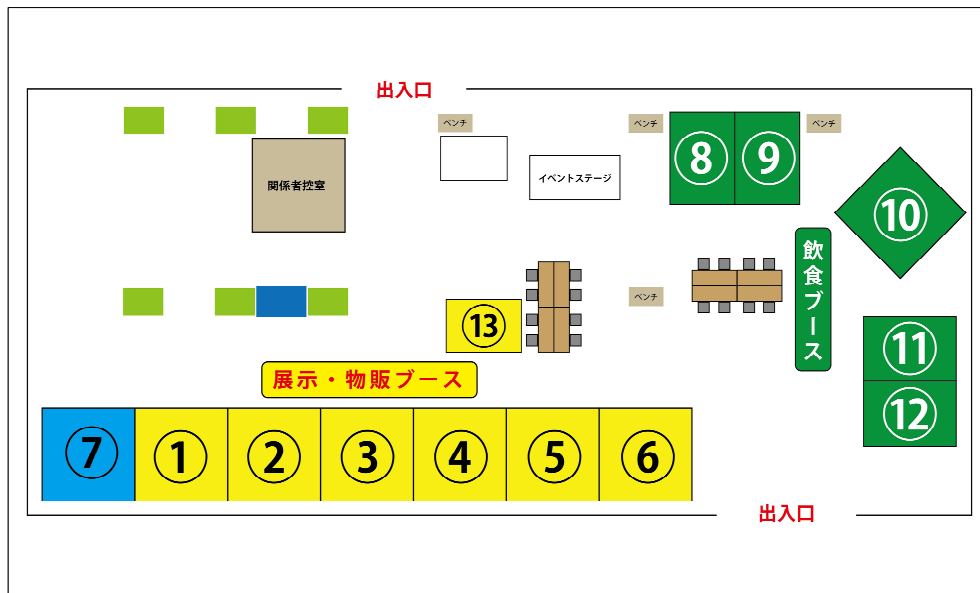 出入口
ベンチ
ベンチ
ベンチ
⑧
⑨
関係者控室
イベントステージ
⑩
飲食ブース
ベンチ
⑬
⑪
展示・物販ブース
⑫
⑦
①
②
③
④
⑤
⑥
出入口